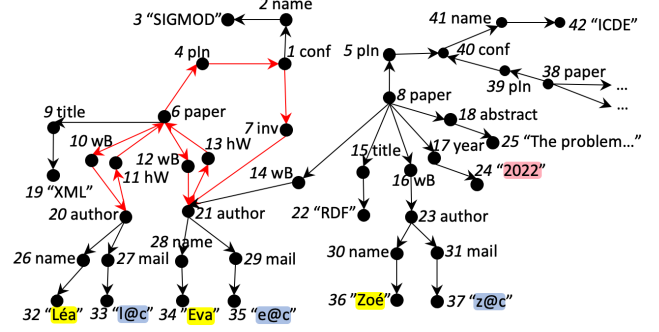 2 name
3 “SIGMOD”
41 name
42 “ICDE”
4 pIn
1 conf
5 pIn
40 conf
39 pIn
38 paper
...
...
8 paper
9 title
6 paper
18 abstract
7 inv
10 wB
13 hW
12 wB
11 hW
17 year
25 “The problem...”
15 title
14 wB
16 wB
24 “2022”
19 “XML”
20 author
21 author
22 “RDF”
23 author
26 name
27 mail
28 name
29 mail
30 name
31 mail
32 “Léa”
33 “l@c”
34 “Eva”
35 “e@c”
36 “Zoé”
37 “z@c”